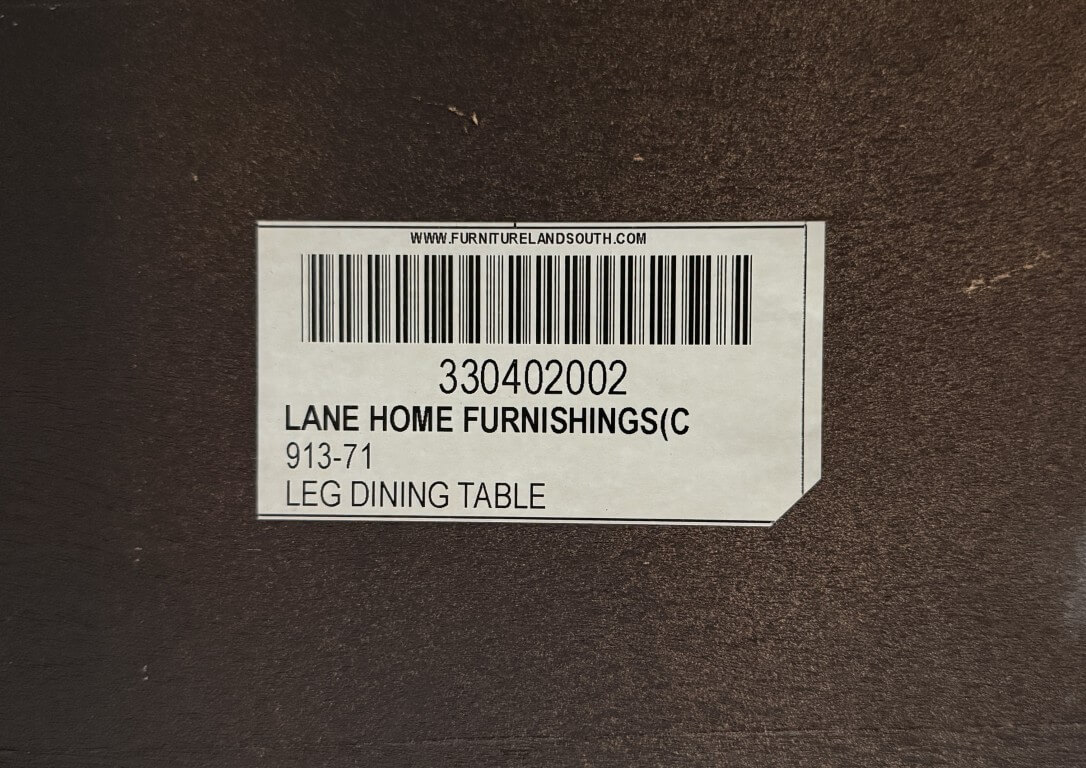 WWW.FURNITURELANDSOUTH.COM
330402002
LANE HOME FURNISHINGS(C
913-71
LEG DINING TABLE